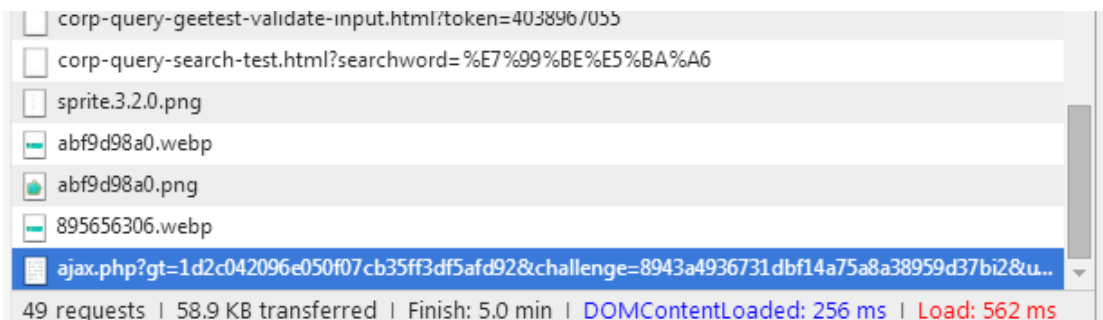 corp-query-geetest-validate-input.html?token=4038967055
corp-query-search-test.html?searchword=%E7%99%BE%E5%BA%A6
sprite.3.2.0.png
abf9d98a0.webp
abf9d98a0.png
895656306.webp
ajax.php?gt=1d2c042096e050f07cb35ff3df5afd92&challenge=8943a4936731dbf14a75a8a38959d37bi2&u...
49 requests | 58.9 KB transferred | Finish: 5.0 min | DOMContentLoaded: 256 ms | Load: 562 ms